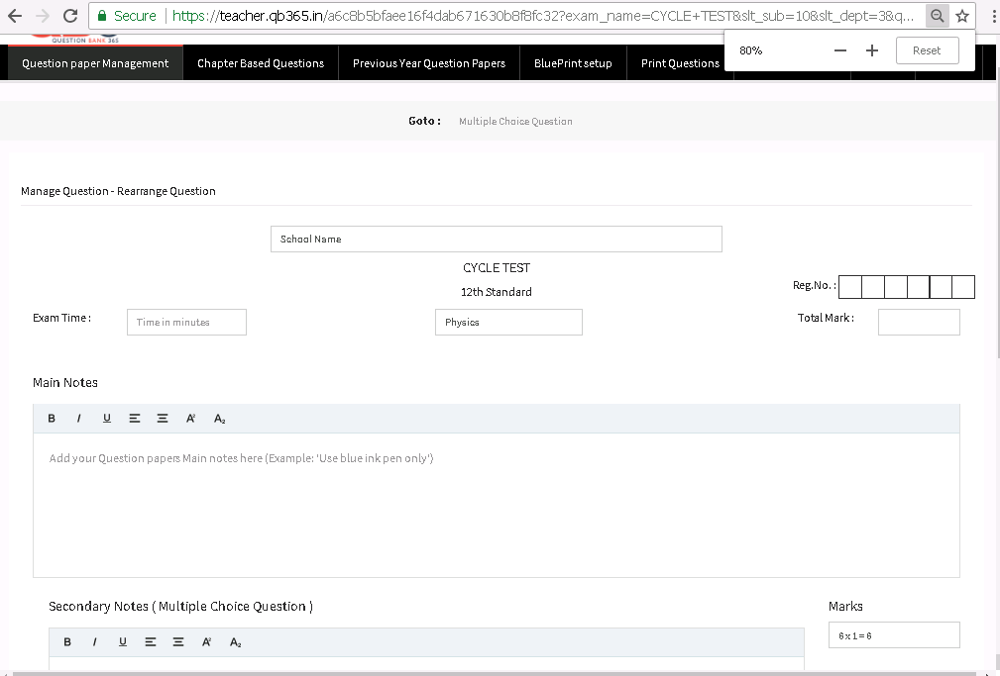 Secure https://teacher.qb365.in/a6c8b5bfaee16f4dab671630b8f8fc32?exam_name=CYCLE+TEST&slt_sub=10&slt_dept=3&q...
QUESTION BANK 365
80% Reset
Question paper Management Chapter Based Questions Previous Year Question Papers BluePrint setup Print Questions
Goto : Multiple Choice Question
Manage Question - Rearrange Question
School Name
CYCLE TEST
12th Standard
Reg.No. :
Exam Time : Time in minutes Physics Total Mark :
Main Notes
B I U A² A₂
Add your Question papers Main notes here (Example: 'Use blue ink pen only')
Secondary Notes ( Multiple Choice Question ) Marks
B I U A² A₂
6 x 1 = 6